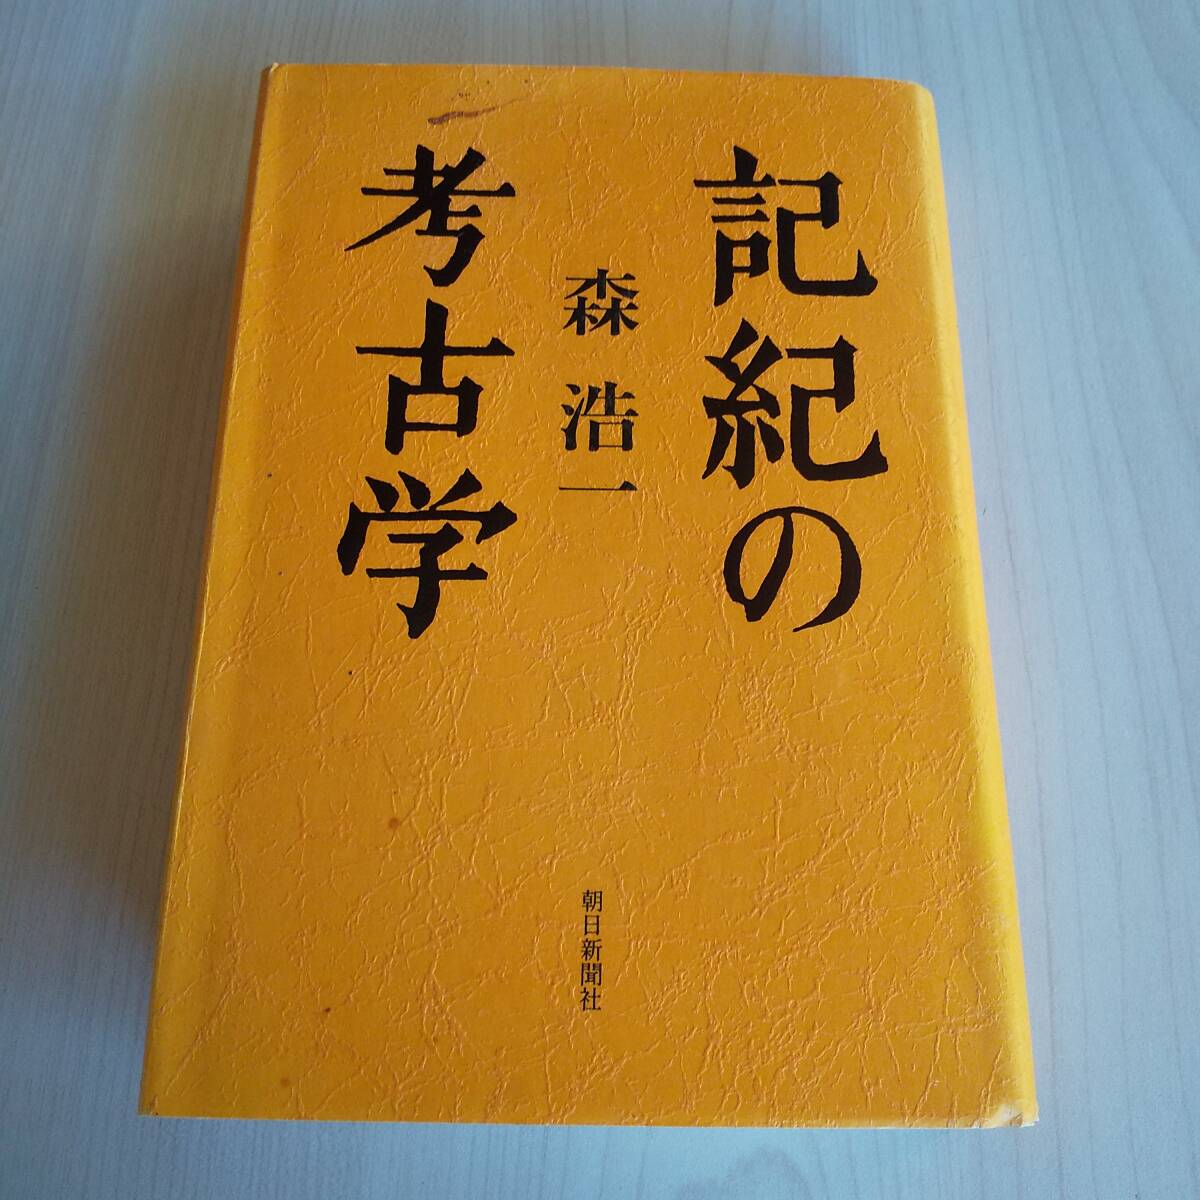 記紀の
考古学
森浩一
朝日新聞社